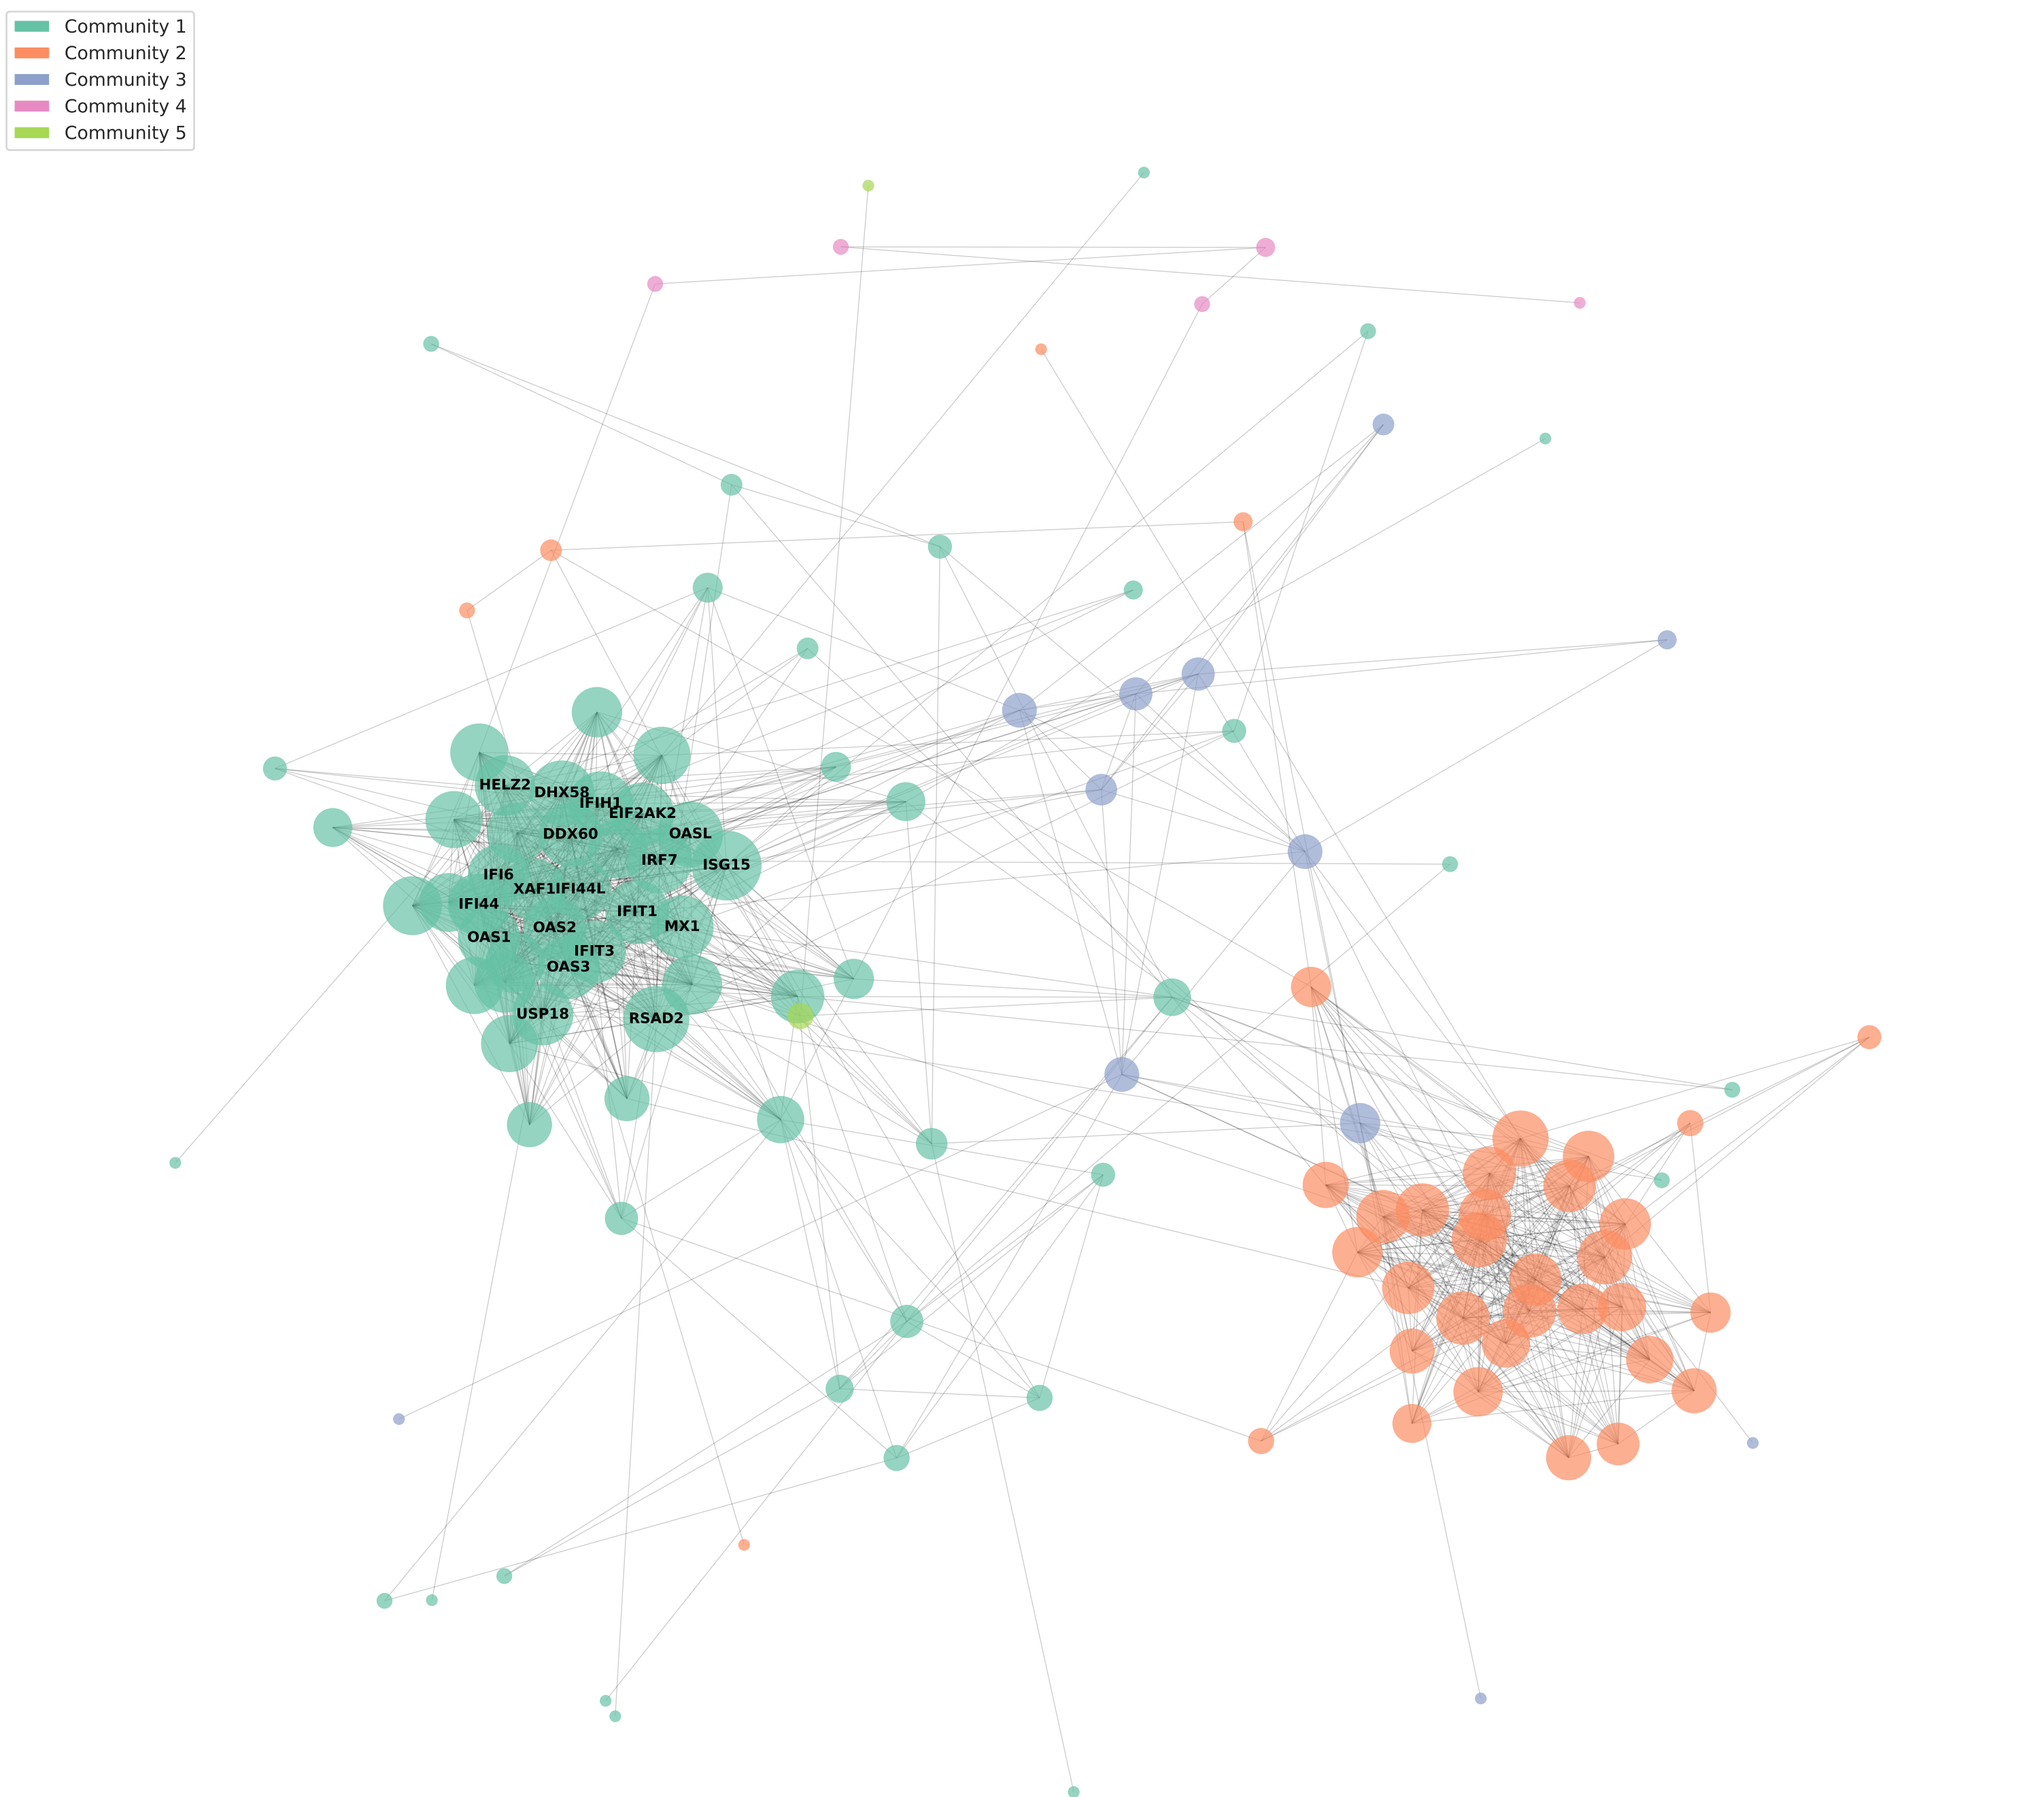 Community 1
Community 2
Community 3
Community 4
Community 5
HELZ2
DHX58
IFIH1
EIF2AK2
DDX60
OASL
IRF7
ISG15
IFI6
XAF1
IFI44L
IFI44
IFIT1
OAS2
MX1
OAS1
IFIT3
OAS3
USP18
RSAD2